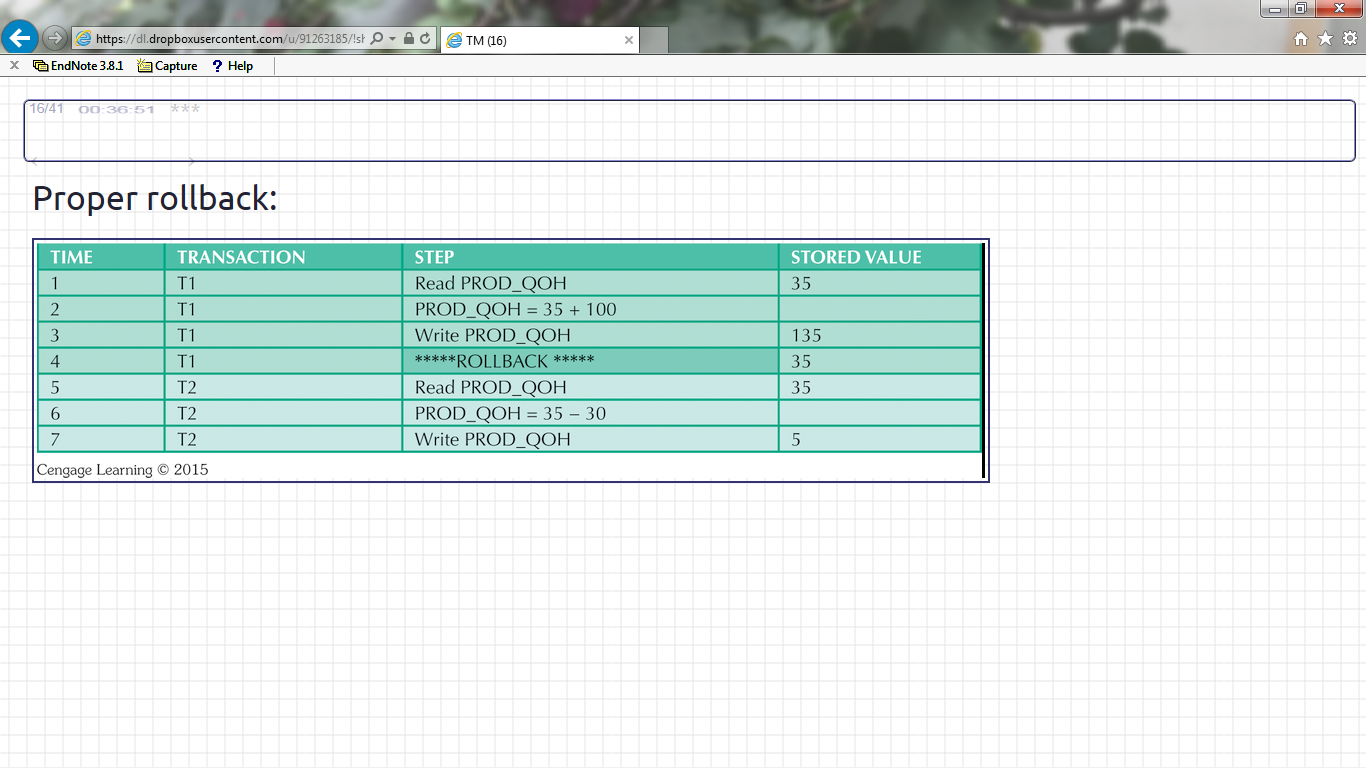 https://dl.dropboxusercontent.com/u/91263185/!sl
TM (16)
x EndNote 3.8.1 Capture ? Help
16/41 00:36:51 ***
< >
Proper rollback:
TIME TRANSACTION STEP STORED VALUE
1 T1 Read PROD_QOH 35
2 T1 PROD_QOH = 35 + 100
3 T1 Write PROD_QOH 135
4 T1 *****ROLLBACK ***** 35
5 T2 Read PROD_QOH 35
6 T2 PROD_QOH = 35 – 30
7 T2 Write PROD_QOH 5
Cengage Learning © 2015